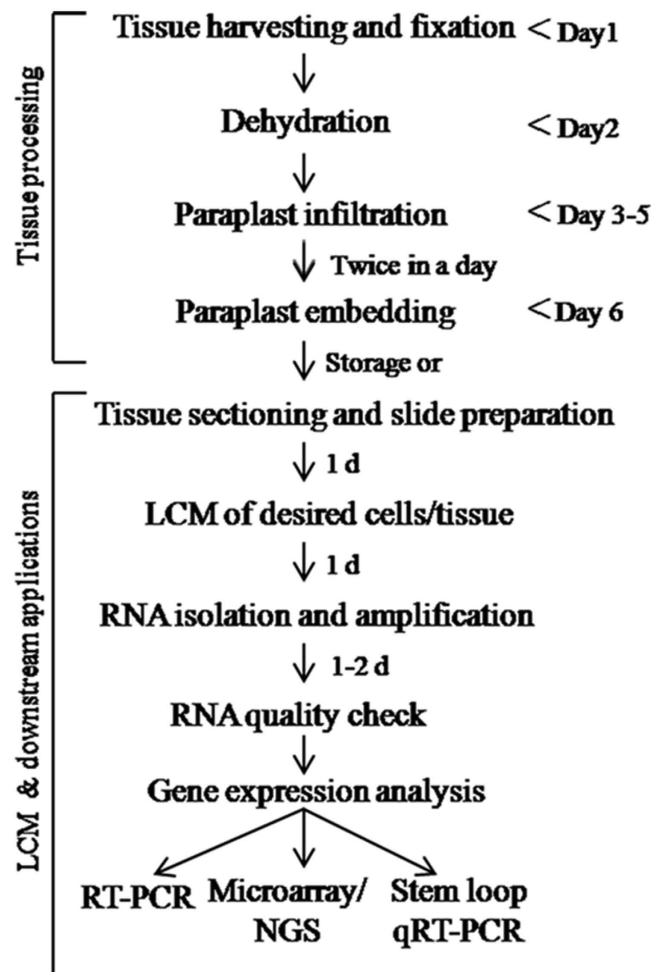 Tissue processing
Tissue harvesting and fixation < Day1
Dehydration < Day2
Paraplast infiltration < Day 3-5
Twice in a day
Paraplast embedding < Day 6
Storage or
LCM & downstream applications
Tissue sectioning and slide preparation
1 d
LCM of desired cells/tissue
1 d
RNA isolation and amplification
1-2 d
RNA quality check
Gene expression analysis
RT-PCR
Microarray/
NGS
Stem loop
qRT-PCR